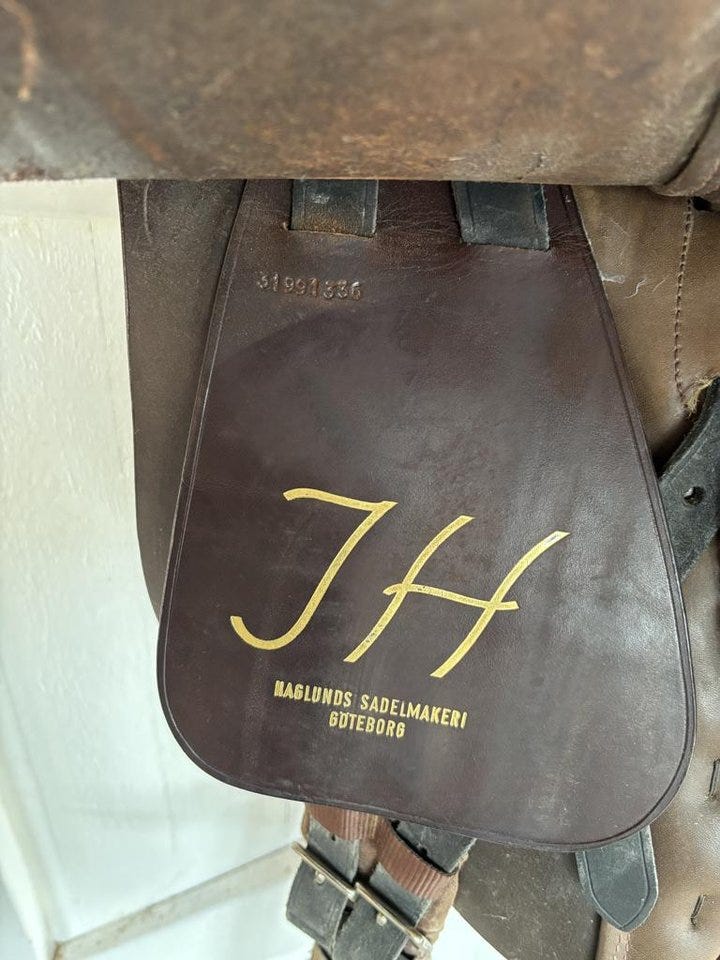 31991336
JH
HAGLUNDS SADELMAKERI
GÖTEBORG